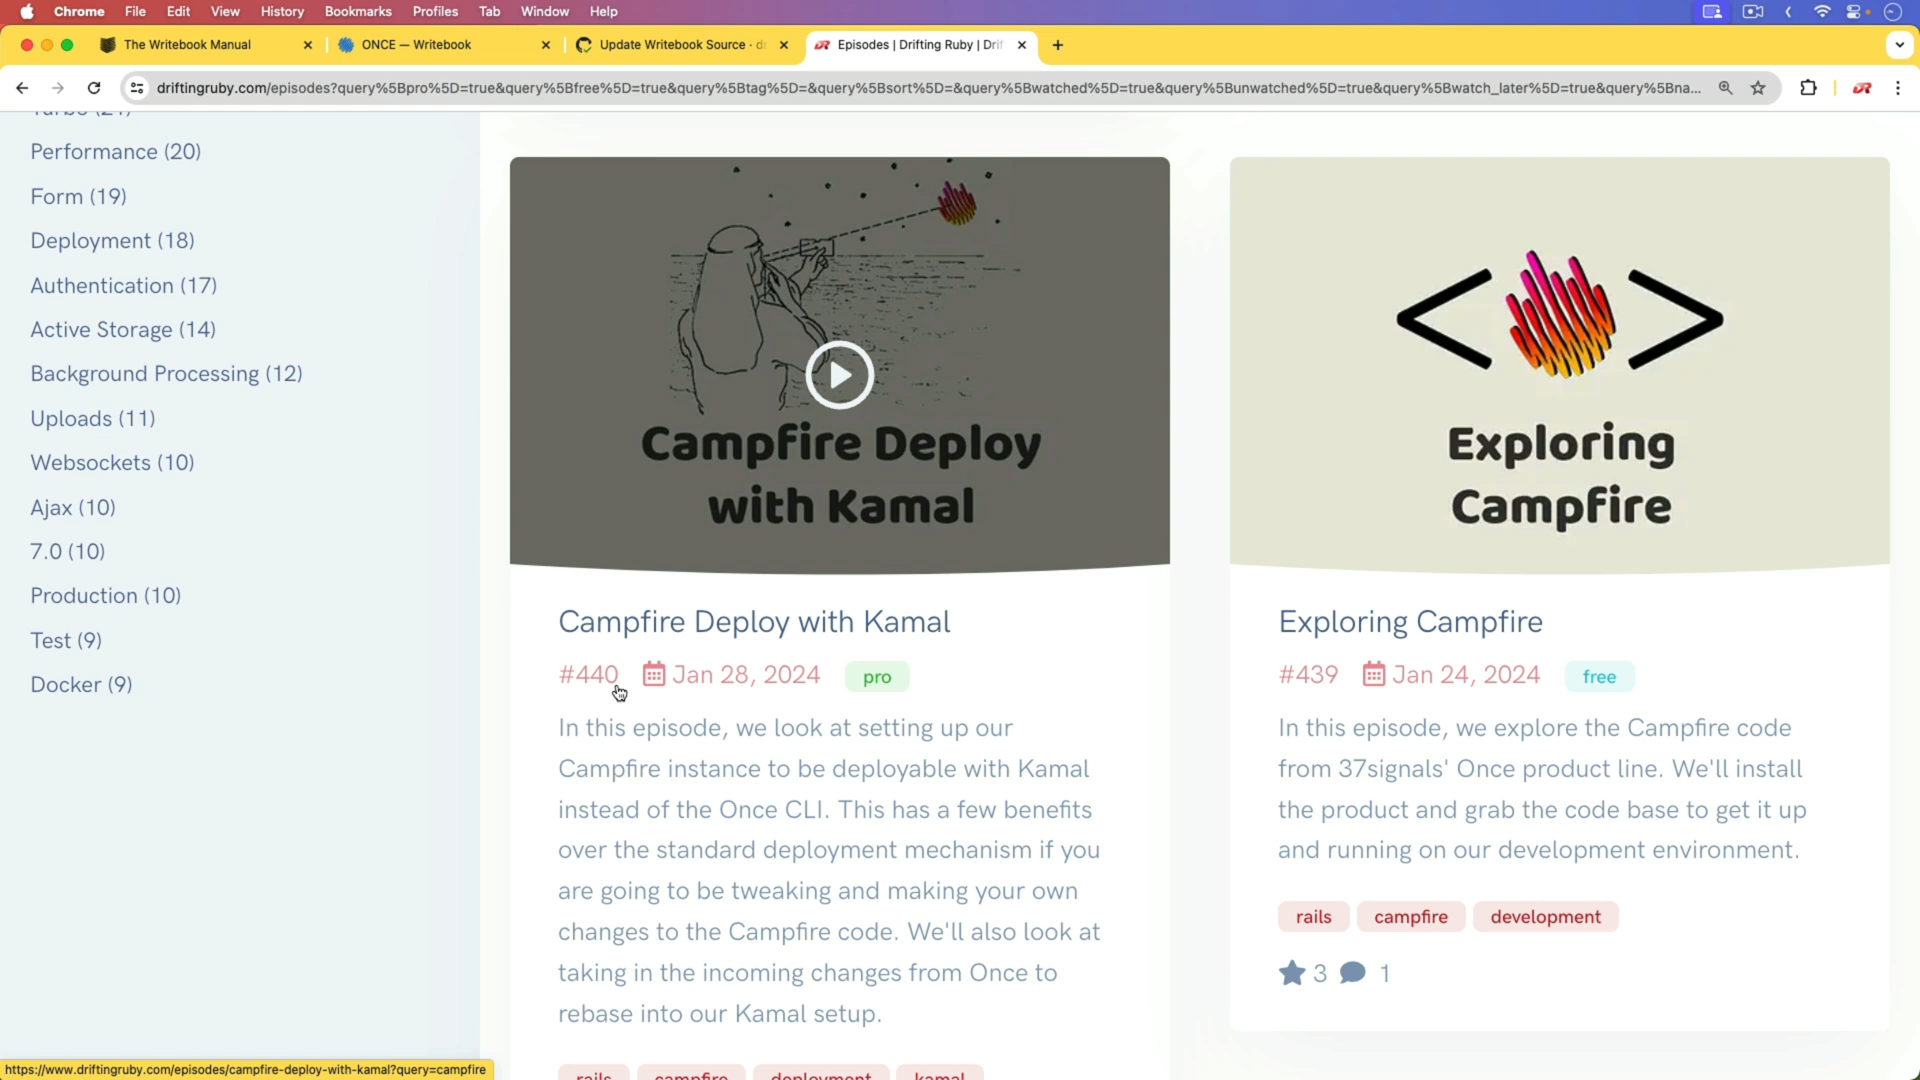 Chrome File Edit View History Bookmarks Profiles Tab Window Help
The Writebook Manual
ONCE — Writebook
Update Writebook Source · dr
Episodes | Drifting Ruby | Drif
driftingruby.com/episodes?query%5Bpro%5D=true&query%5Bfree%5D=true&query%5Btag%5D=&query%5Bsort%5D=&query%5Bwatched%5D=true&query%5Bunwatched%5D=true&query%5Bwatch_later%5D=true&query%5Bna...
Turbo (21)
Performance (20)
Form (19)
Deployment (18)
Authentication (17)
Active Storage (14)
Background Processing (12)
Uploads (11)
Websockets (10)
Ajax (10)
7.0 (10)
Production (10)
Test (9)
Docker (9)
Campfire Deploy
with Kamal
Campfire Deploy with Kamal
#440 Jan 28, 2024 pro
In this episode, we look at setting up our
Campfire instance to be deployable with Kamal
instead of the Once CLI. This has a few benefits
over the standard deployment mechanism if you
are going to be tweaking and making your own
changes to the Campfire code. We'll also look at
taking in the incoming changes from Once to
rebase into our Kamal setup.
rails campfire deployment kamal
< >
Exploring
Campfire
Exploring Campfire
#439 Jan 24, 2024 free
In this episode, we explore the Campfire code
from 37signals' Once product line. We'll install
the product and grab the code base to get it up
and running on our development environment.
rails campfire development
3 1
https://www.driftingruby.com/episodes/campfire-deploy-with-kamal?query=campfire